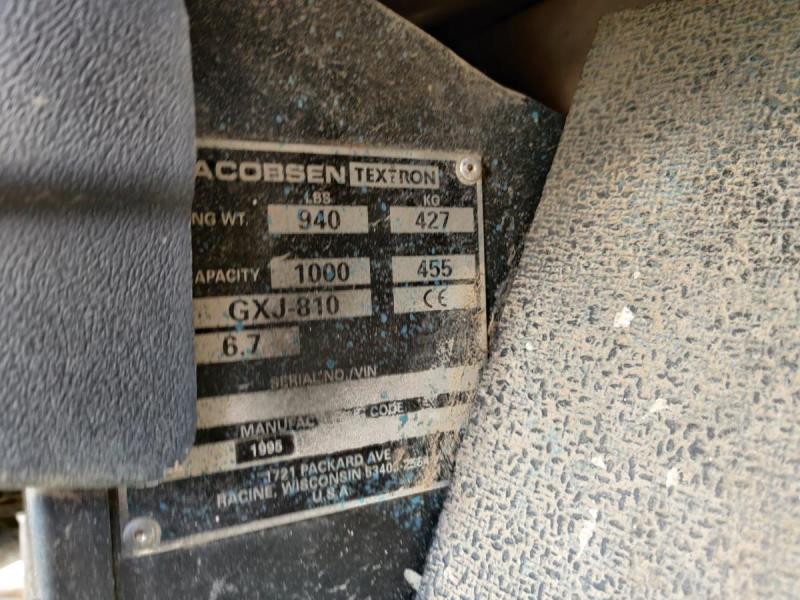 ACOBSEN TEXTRON
LBS. KG
NG WT. 940 427
APACITY 1000 455
GXJ-810 CE
6.7
SERIAL NO./VIN
CODE
1995
1721 PACKARD AVE
RACINE, WISCONSIN
U.S.A.